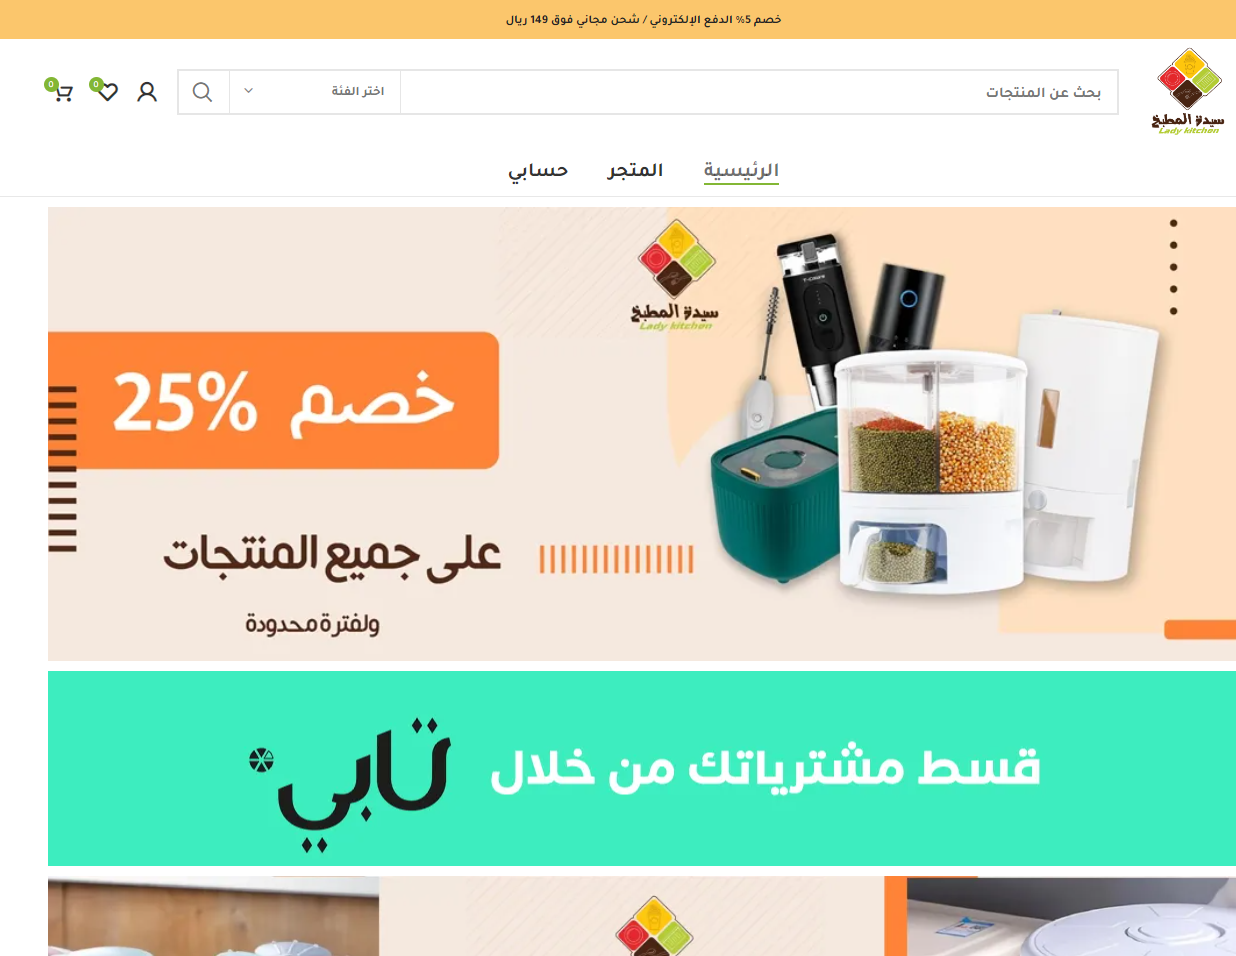 خصم 5% الدفع الإلكتروني / شحن مجاني فوق 149 ريال
سيدة المطبخ
Lady kitchen
بحث عن المنتجات
اختر الفئة
0
0
الرئيسية
المتجر
حسابي
سيدة المطبخ
Lady kitchen
خصم 25%
على جميع المنتجات
ولفترة محدودة
قسط مشترياتك من خلال
تابي